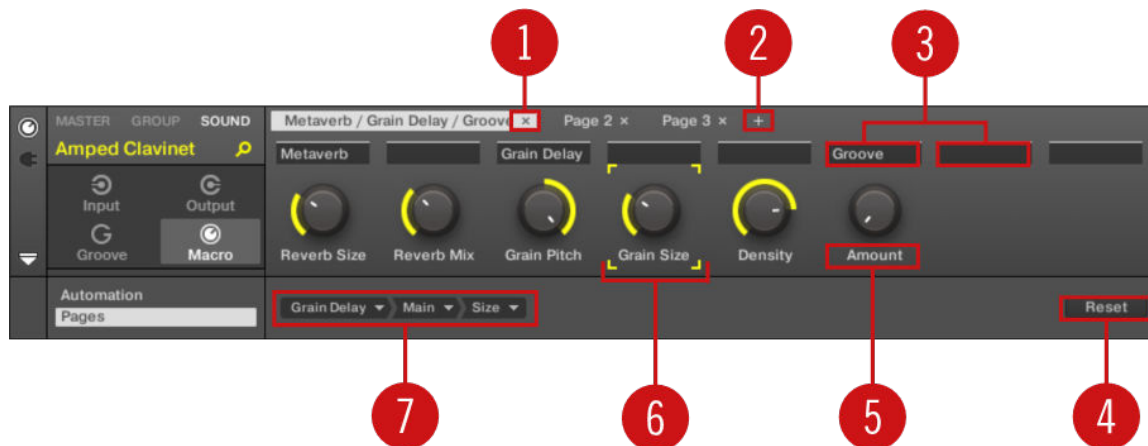 1 2 3
MASTER GROUP SOUND Metaverb / Grain Delay / Groove × Page 2 × Page 3 × +
Amped Clavinet Metaverb Grain Delay Groove
Input Output
Groove Macro Reverb Size Reverb Mix Grain Pitch Grain Size Density Amount
Automation
Pages Grain Delay Main Size Reset
7 6 5 4